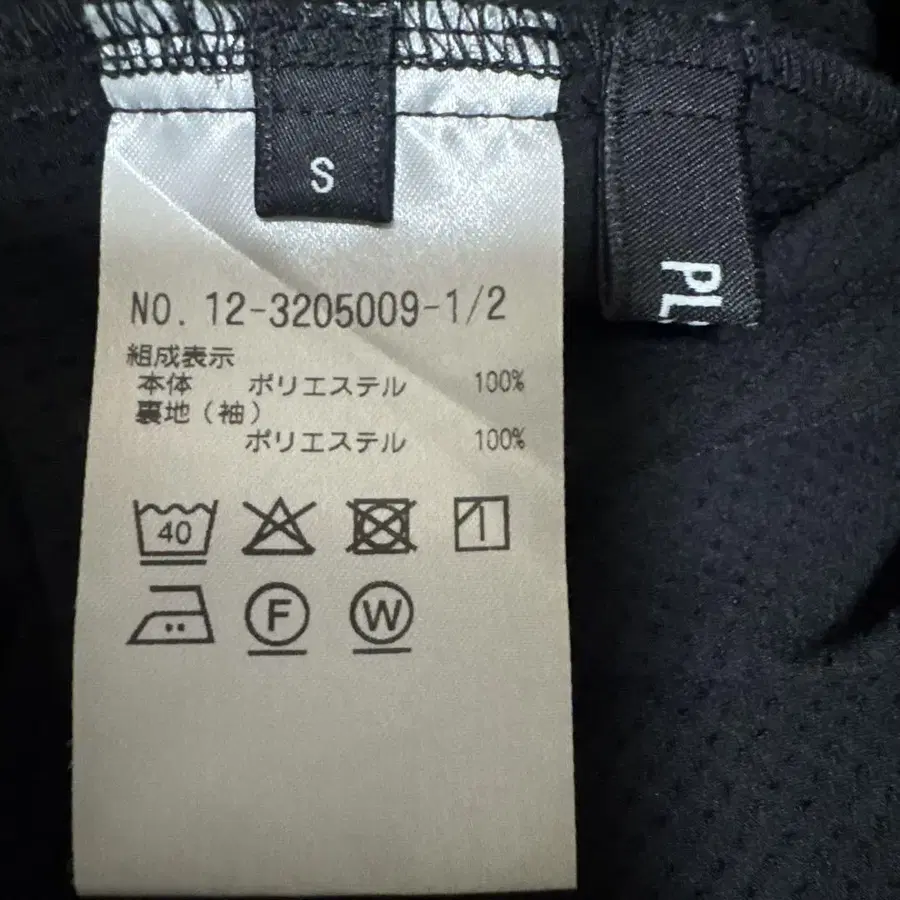 S
PL
NO. 12-3205009-1/2
組成表示
本体 ポリエステル 100%
裏地（袖）
ポリエステル 100%
40
F W